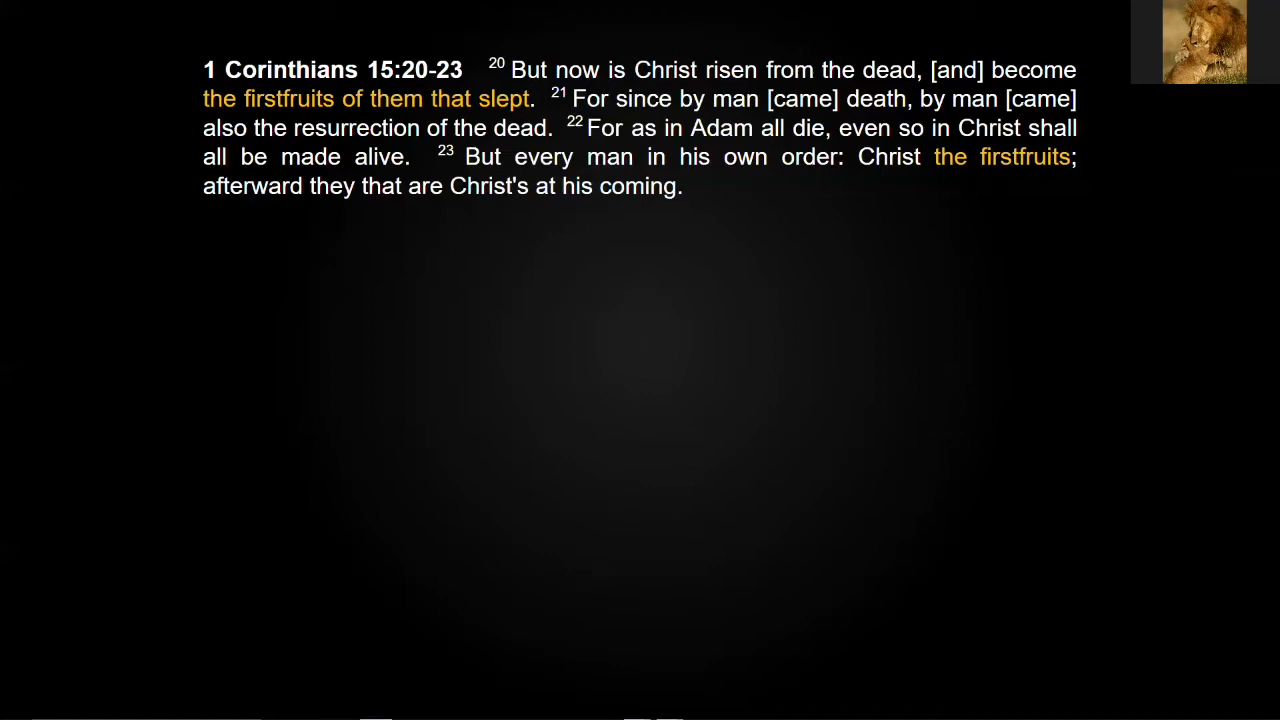 1 Corinthians 15:20-23 20 But now is Christ risen from the dead, [and] become
the firstfruits of them that slept. 21 For since by man [came] death, by man [came]
also the resurrection of the dead. 22 For as in Adam all die, even so in Christ shall
all be made alive. 23 But every man in his own order: Christ the firstfruits;
afterward they that are Christ's at his coming.